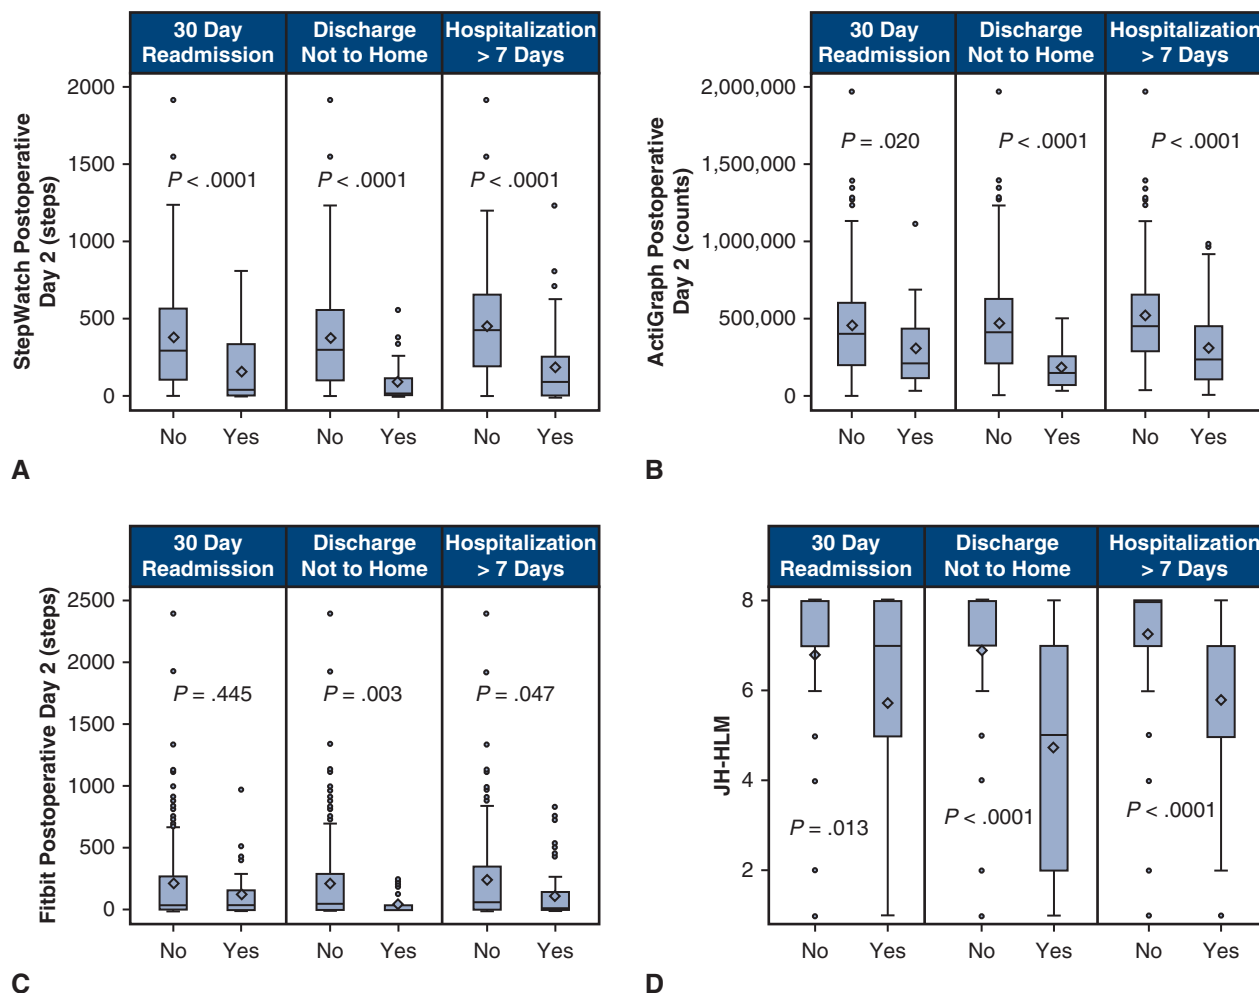 30 Day Readmission
Discharge Not to Home
Hospitalization > 7 Days
StepWatch Postoperative Day 2 (steps)
2000
1500
1000
500
0
P < .0001
P < .0001
P < .0001
No
Yes
No
Yes
No
Yes
A
30 Day Readmission
Discharge Not to Home
Hospitalization > 7 Days
ActiGraph Postoperative Day 2 (counts)
2,000,000
1,500,000
1,000,000
500,000
0
P = .020
P < .0001
P < .0001
No
Yes
No
Yes
No
Yes
B
30 Day Readmission
Discharge Not to Home
Hospitalization > 7 Days
Fitbit Postoperative Day 2 (steps)
2500
2000
1500
1000
500
0
P = .445
P = .003
P = .047
No
Yes
No
Yes
No
Yes
C
30 Day Readmission
Discharge Not to Home
Hospitalization > 7 Days
JH-HLM
8
6
4
2
P = .013
P < .0001
P < .0001
No
Yes
No
Yes
No
Yes
D